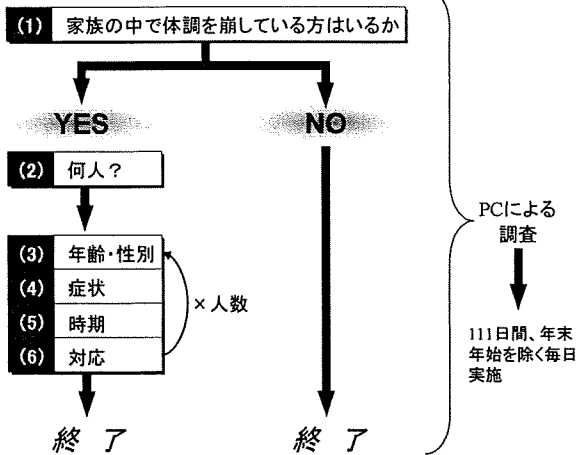 (1) 家族の中で体調を崩している方はいるか
YES
NO
(2) 何人？
(3) 年齢・性別
(4) 症状
(5) 時期
(6) 対応
×人数
終 了
終 了
PCによる
調査
111日間、年末
年始を除く毎日
実施